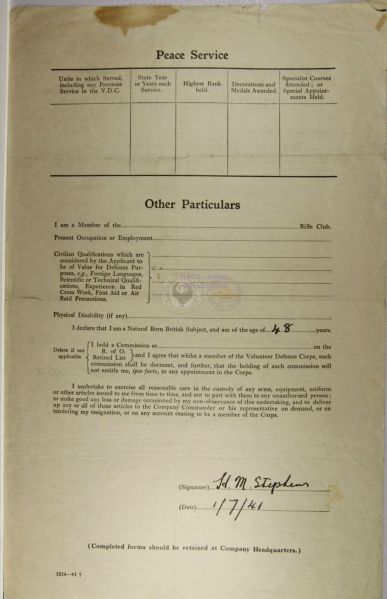 Peace Service
Units in which Served, including any Previous Service in the V.D.C.
State Year or Years such Service.
Highest Rank held.
Decorations and Medals Awarded.
Specialist Courses Attended; or Special Appointments Held.
Other Particulars
I am a Member of the Rifle Club.
Present Occupation or Employment
Civilian Qualifications which are
considered by the Applicant to
be of Value for Defence Pur-
poses, e.g., Foreign Languages,
Scientific or Technical Qualifi-
cations, Experience in Red
Cross Work, First Aid or Air
Raid Precautions.
Physical Disability (if any)
I declare that I am a Natural Born British Subject, and am of the age of 48 years.
Delete if not applicable
I hold a Commission as on the
R. of O.
Retired List
and I agree that whilst a member of the Volunteer Defence Corps, such
commission shall be dormant, and further, that the holding of such commission will
not entitle me, ipso facto, to any appointment in the Corps.
I undertake to exercise all reasonable care in the custody of any arms, equipment, uniform
or other articles issued to me from time to time, and not to part with them to any unauthorised person;
to make good any loss or damage occasioned by my non-observance of this undertaking, and to deliver
up any or all of these articles to the Company Commander or his representative on demand, or on
tendering my resignation, or on any account ceasing to be a member of the Corps.
(Signature) H. M. Stephens
(Date) 1/7/41
(Completed forms should be retained at Company Headquarters.)
2214—41 †